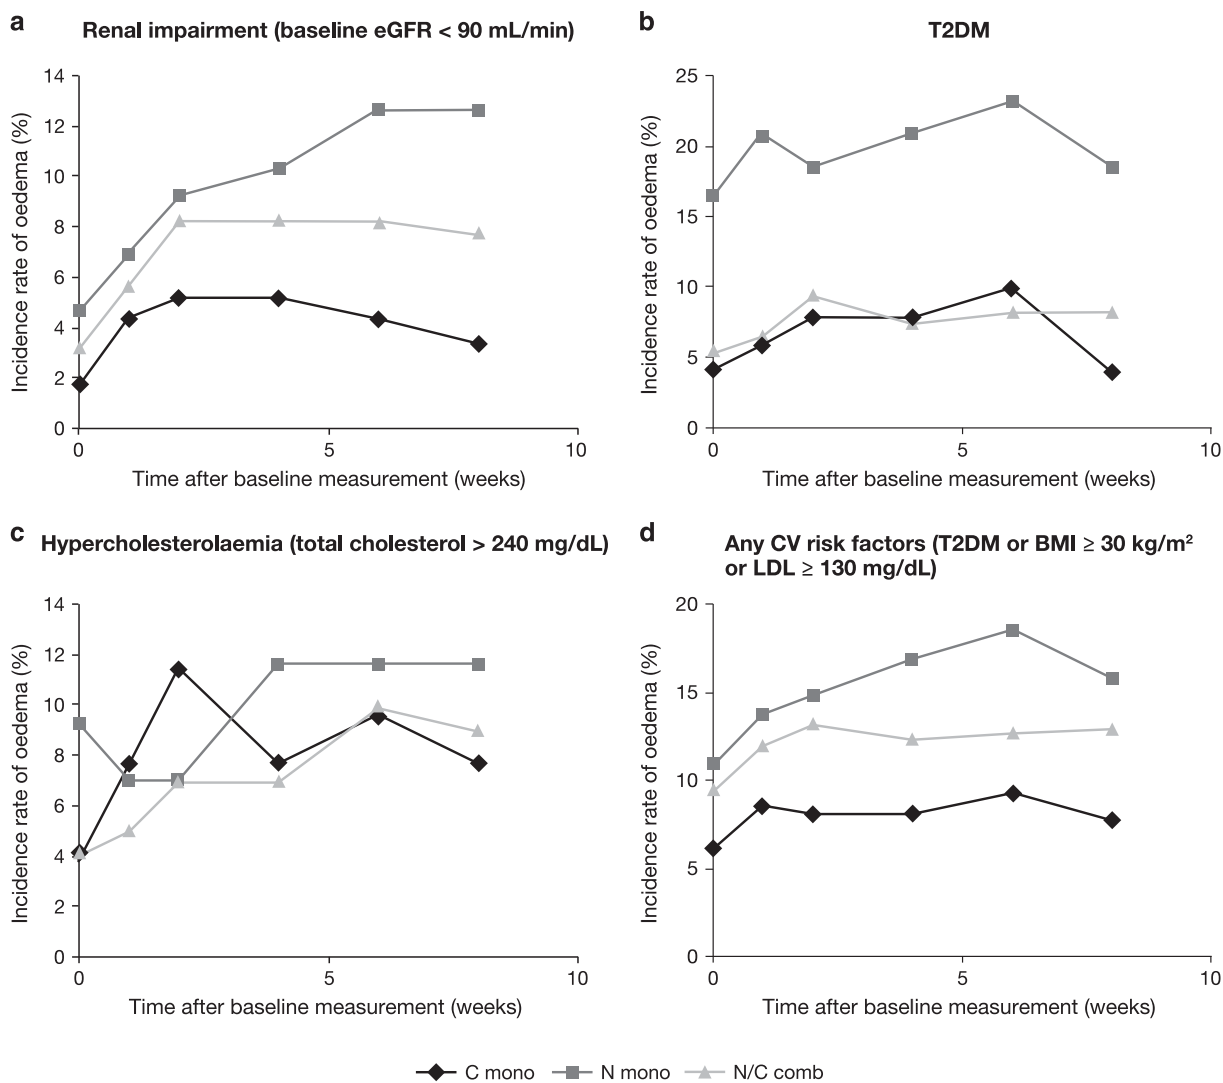 a
Renal impairment (baseline eGFR < 90 mL/min)
14
12
10
8
6
4
2
0
Incidence rate of oedema (%)
0
5
10
Time after baseline measurement (weeks)
b
T2DM
25
20
15
10
5
0
Incidence rate of oedema (%)
0
5
10
Time after baseline measurement (weeks)
c
Hypercholesterolaemia (total cholesterol > 240 mg/dL)
14
12
10
8
6
4
2
0
Incidence rate of oedema (%)
0
5
10
Time after baseline measurement (weeks)
d
Any CV risk factors (T2DM or BMI ≥ 30 kg/m²
or LDL ≥ 130 mg/dL)
20
15
10
5
0
Incidence rate of oedema (%)
0
5
10
Time after baseline measurement (weeks)
C mono N mono N/C comb